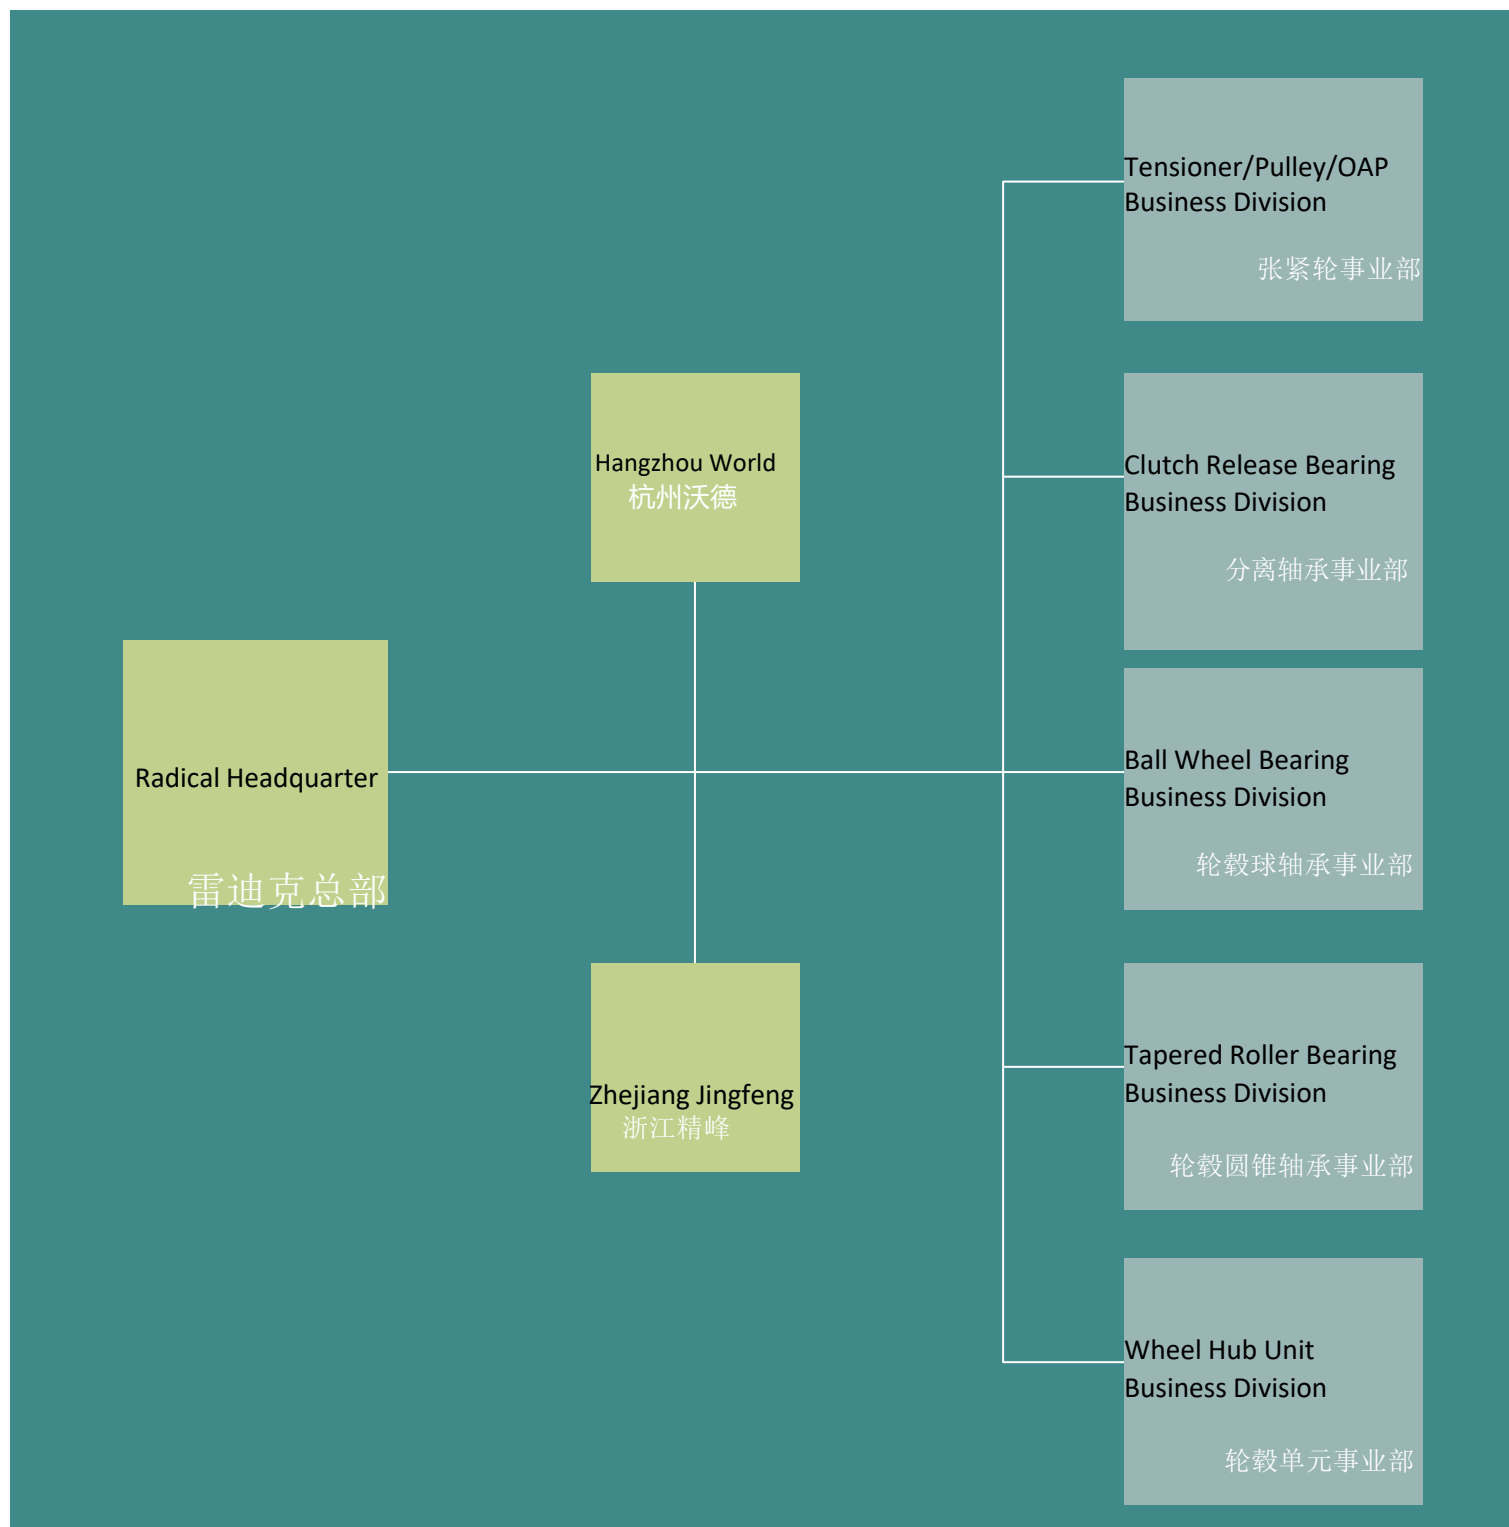 Radical Headquarter
雷迪克总部
Hangzhou World
杭州沃德
Zhejiang Jingfeng
浙江精峰
Tensioner/Pulley/OAP
Business Division
张紧轮事业部
Clutch Release Bearing
Business Division
分离轴承事业部
Ball Wheel Bearing
Business Division
轮毂球轴承事业部
Tapered Roller Bearing
Business Division
轮毂圆锥轴承事业部
Wheel Hub Unit
Business Division
轮毂单元事业部